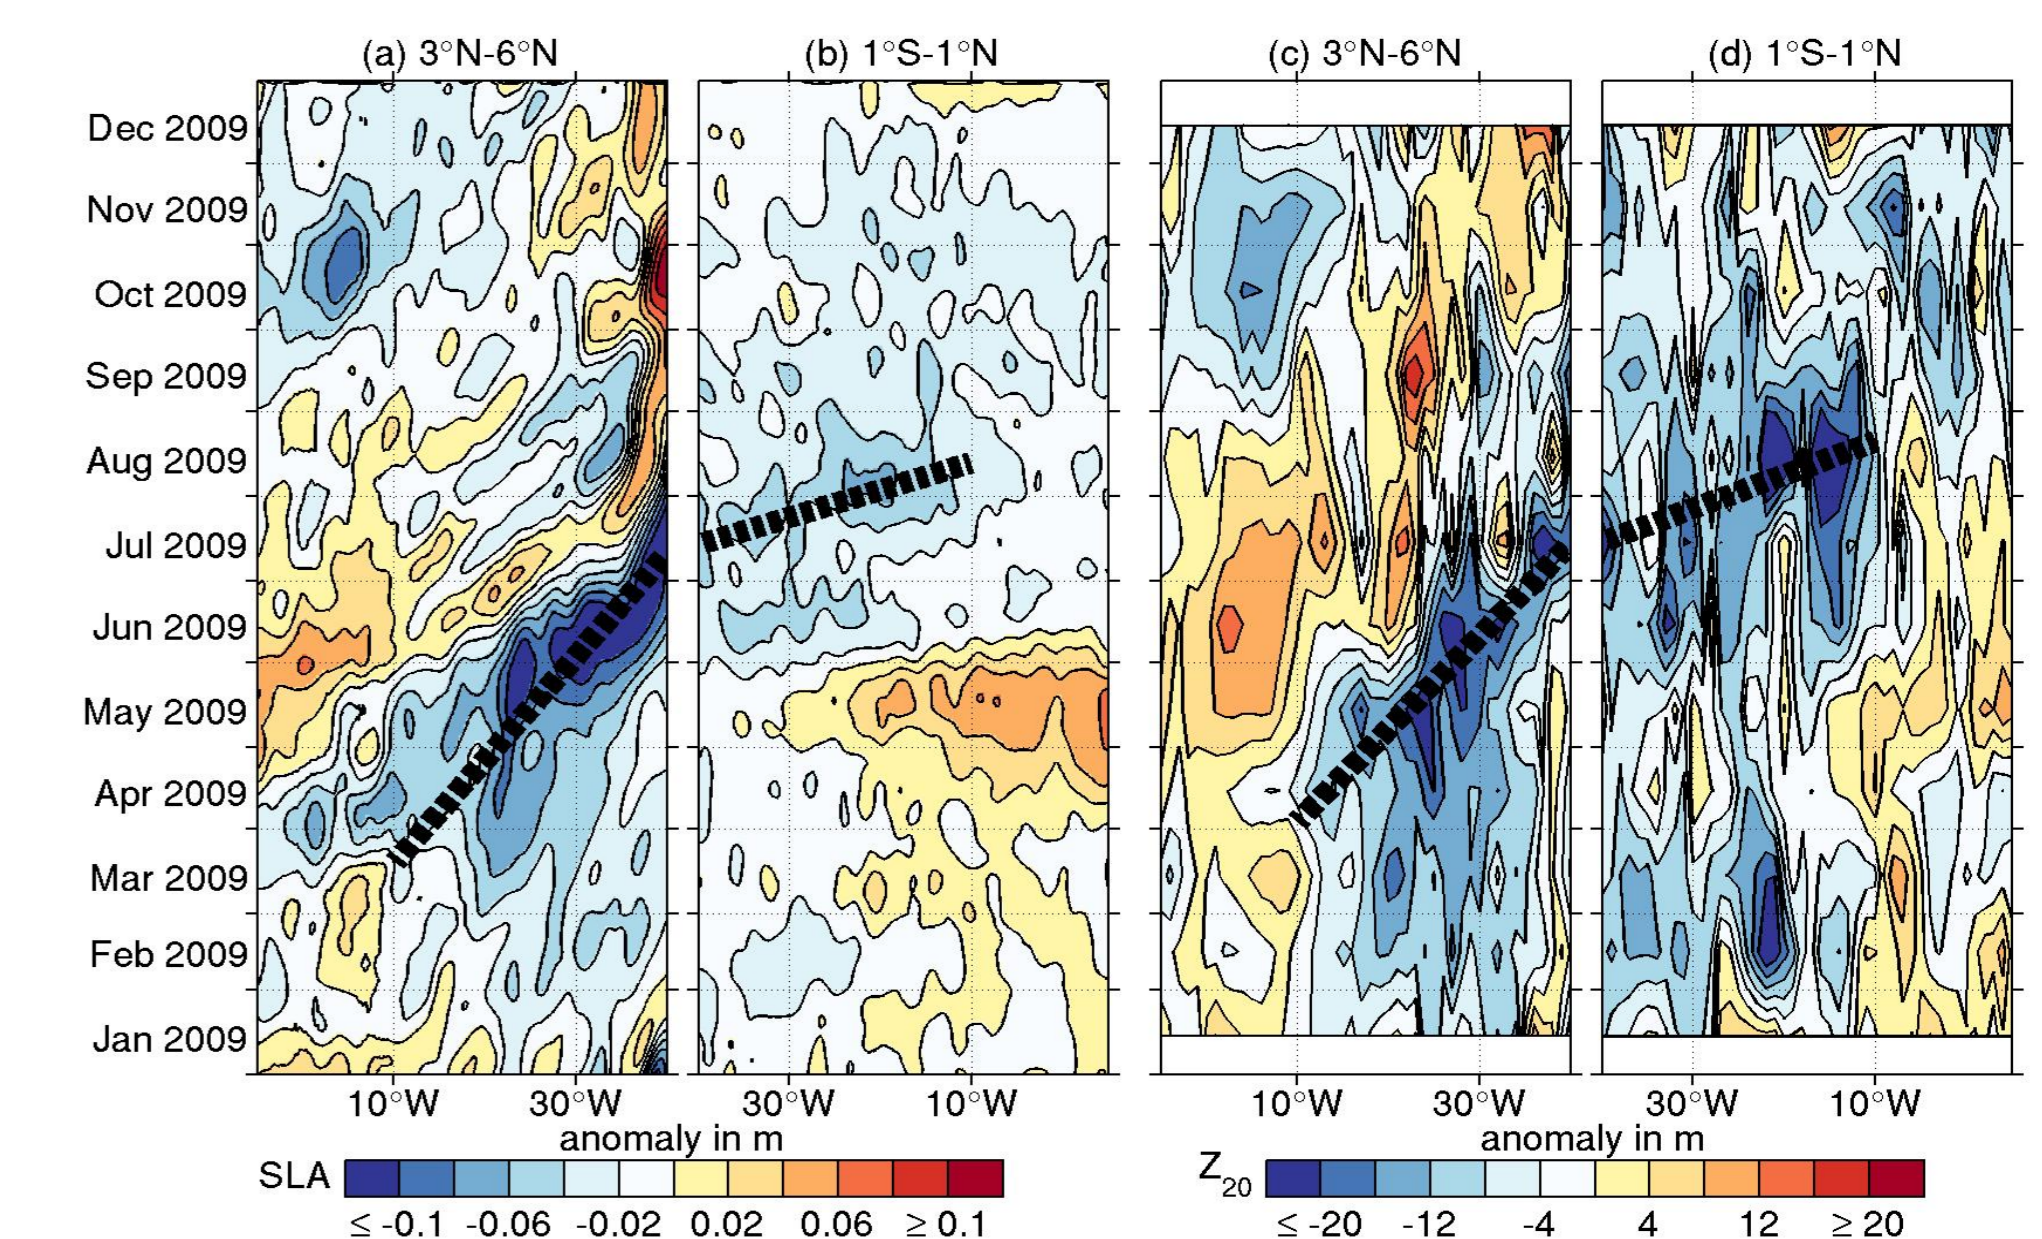 (a) 3°N-6°N (b) 1°S-1°N (c) 3°N-6°N (d) 1°S-1°N
Dec 2009
Nov 2009
Oct 2009
Sep 2009
Aug 2009
Jul 2009
Jun 2009
May 2009
Apr 2009
Mar 2009
Feb 2009
Jan 2009
10°W 30°W 30°W 10°W 10°W 30°W 30°W 10°W
anomaly in m anomaly in m
SLA Z20
≤ -0.1 -0.06 -0.02 0.02 0.06 ≥ 0.1 ≤ -20 -12 -4 4 12 ≥ 20